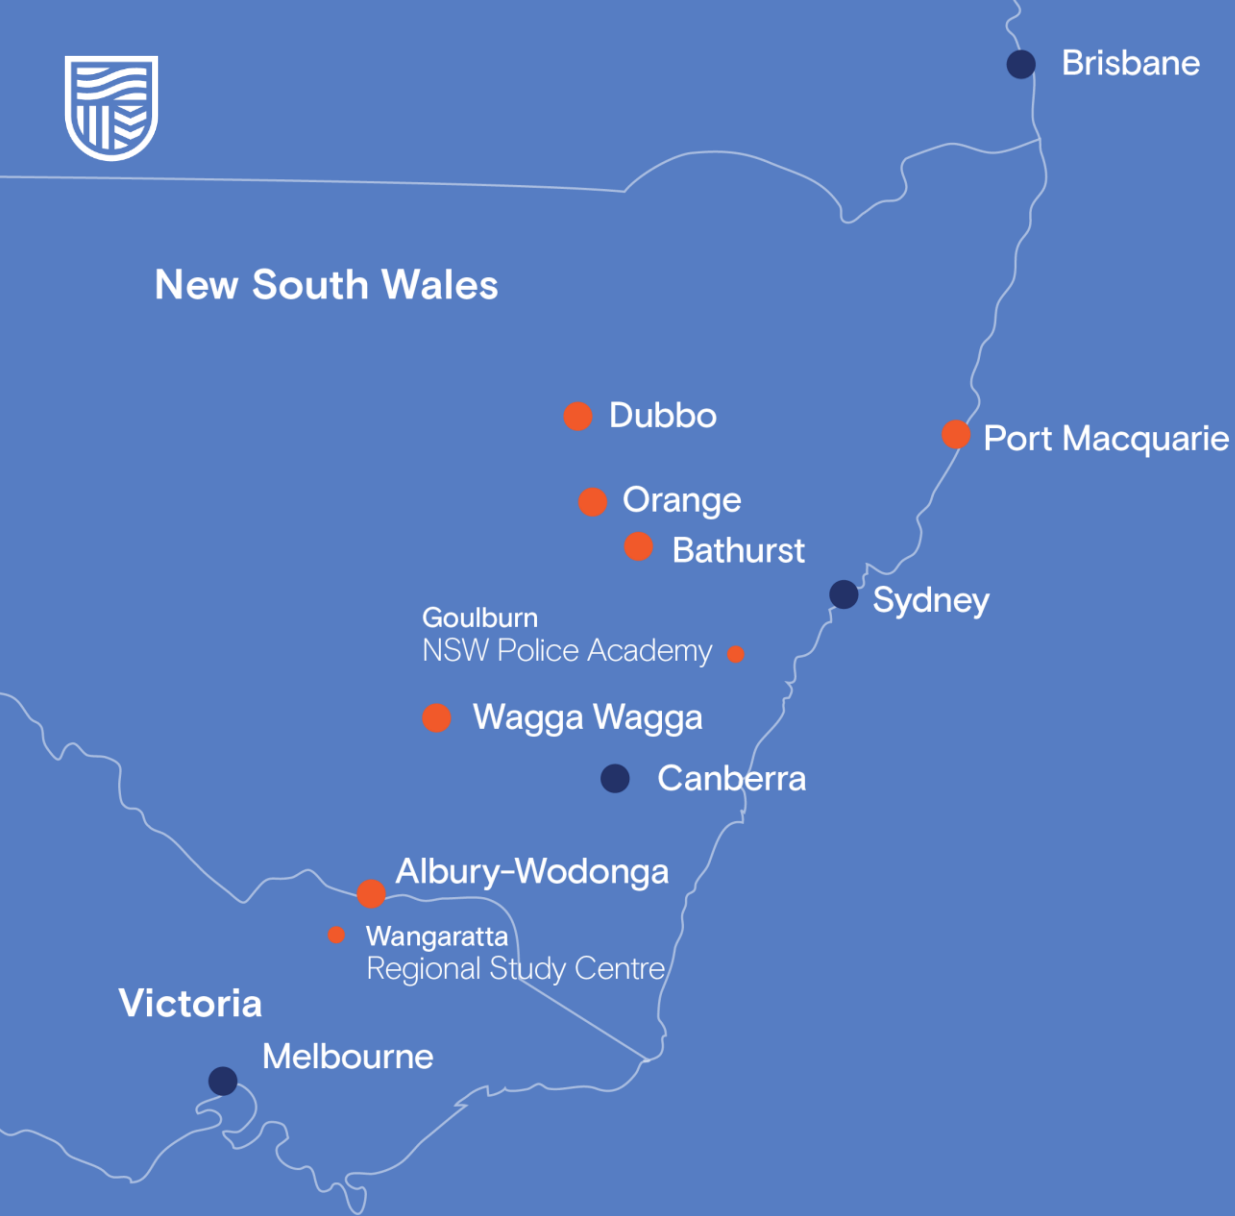 Brisbane
New South Wales
Dubbo
Port Macquarie
Orange
Bathurst
Sydney
Goulburn
NSW Police Academy
Wagga Wagga
Canberra
Albury-Wodonga
Wangaratta
Regional Study Centre
Victoria
Melbourne